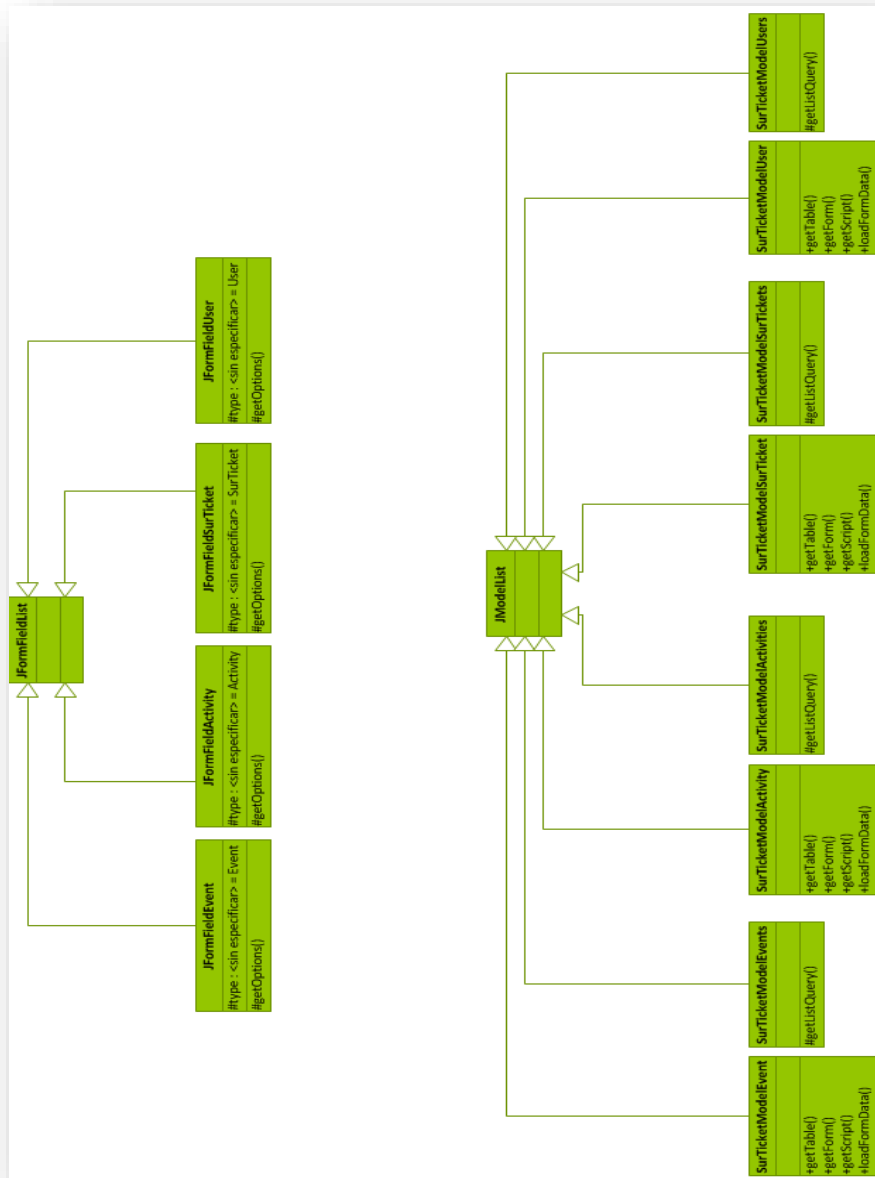 JFormFieldList
JFormFieldEvent
#type : <sin especificar> = Event
#getOptions()
JFormFieldActivity
#type : <sin especificar> = Activity
#getOptions()
JFormFieldSurTicket
#type : <sin especificar> = SurTicket
#getOptions()
JFormFieldUser
#type : <sin especificar> = User
#getOptions()
JModelList
SurTicketModelEvent
+getTable()
+getForm()
+getScript()
+loadFormData()
SurTicketModelEvents
#getListQuery()
SurTicketModelActivity
+getTable()
+getForm()
+getScript()
+loadFormData()
SurTicketModelActivities
#getListQuery()
SurTicketModelSurTicket
+getTable()
+getForm()
+getScript()
+loadFormData()
SurTicketModelSurTickets
#getListQuery()
SurTicketModelUser
+getTable()
+getForm()
+getScript()
+loadFormData()
SurTicketModelUsers
#getListQuery()